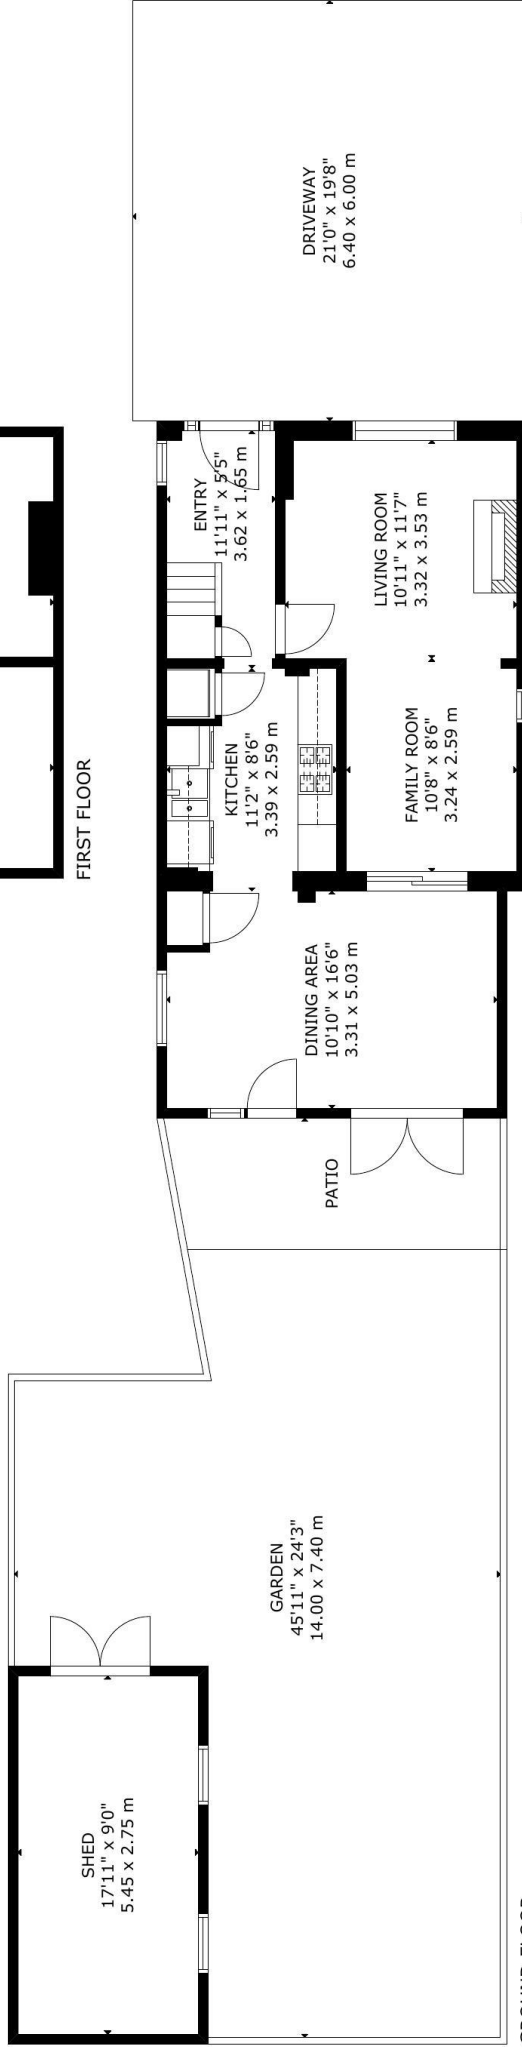 DRIVEWAY
21'0" x 19'8"
6.40 x 6.00 m
ENTRY
11'11" x 5'5"
3.62 x 1.65 m
LIVING ROOM
10'11" x 11'7"
3.32 x 3.53 m
FIRST FLOOR
KITCHEN
11'2" x 8'6"
3.39 x 2.59 m
FAMILY ROOM
10'8" x 8'6"
3.24 x 2.59 m
DINING AREA
10'10" x 16'6"
3.31 x 5.03 m
PATIO
GARDEN
45'11" x 24'3"
14.00 x 7.40 m
SHED
17'11" x 9'0"
5.45 x 2.75 m